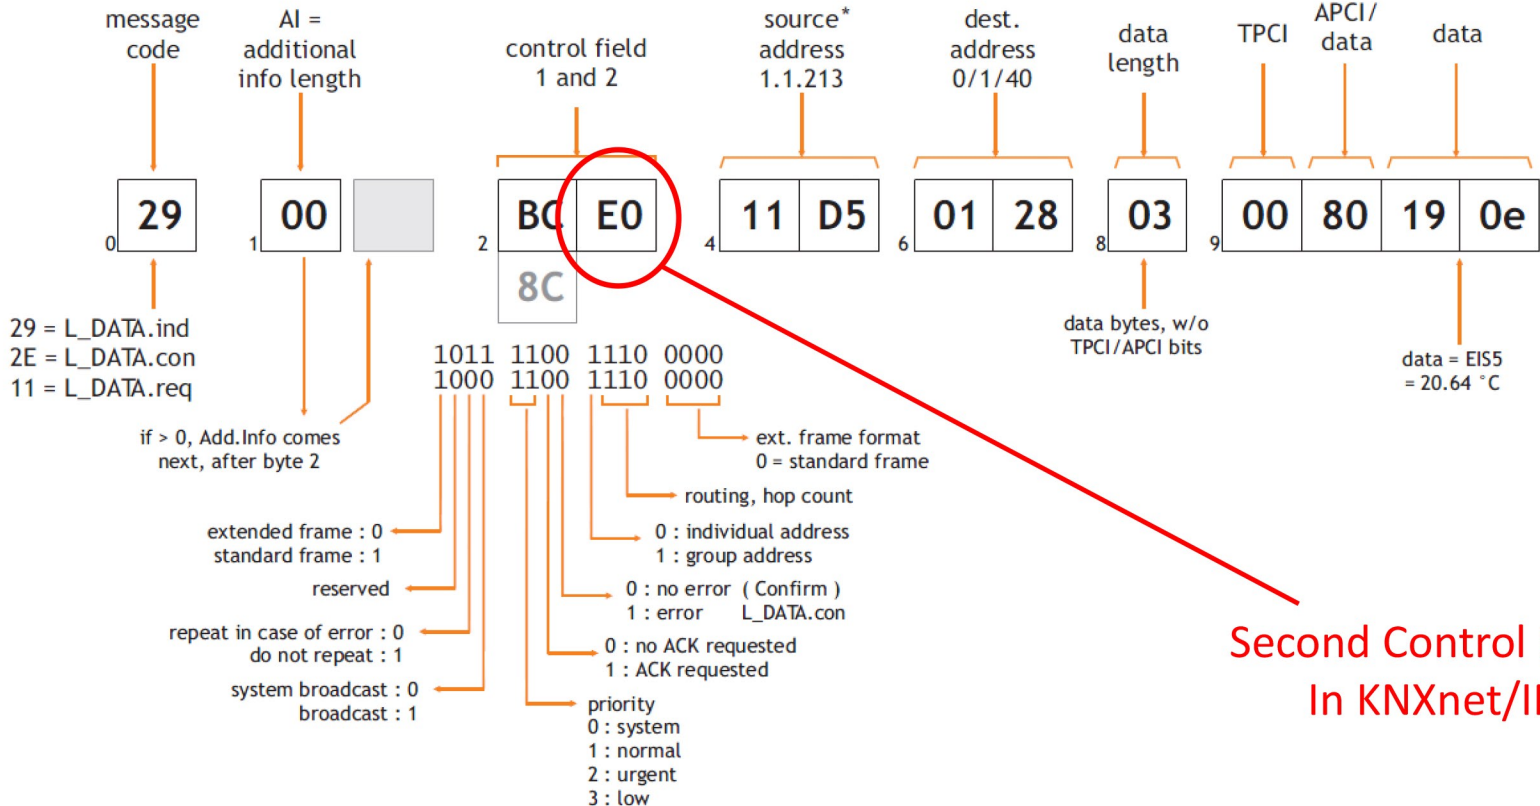 message
code
AI =
additional
info length
control field
1 and 2
source*
address
1.1.213
dest.
address
0/1/40
data
length
TPCI
APCI/
data
data
29
00
BC E0
11 D5
01 28
03
00 80 19 0e
0
1
2
4
6
8
9
8C
29 = L_DATA.ind
2E = L_DATA.con
11 = L_DATA.req
if > 0, Add.Info comes
next, after byte 2
1011 1100 1110 0000
1000 1100 1110 0000
data bytes, w/o
TPCI/APCI bits
data = EIS5
= 20.64 °C
ext. frame format
0 = standard frame
routing, hop count
extended frame : 0
standard frame : 1
0 : individual address
1 : group address
reserved
0 : no error ( Confirm )
1 : error L_DATA.con
repeat in case of error : 0
do not repeat : 1
0 : no ACK requested
1 : ACK requested
system broadcast : 0
broadcast : 1
priority
0 : system
1 : normal
2 : urgent
3 : low
Second Control
In KNXnet/